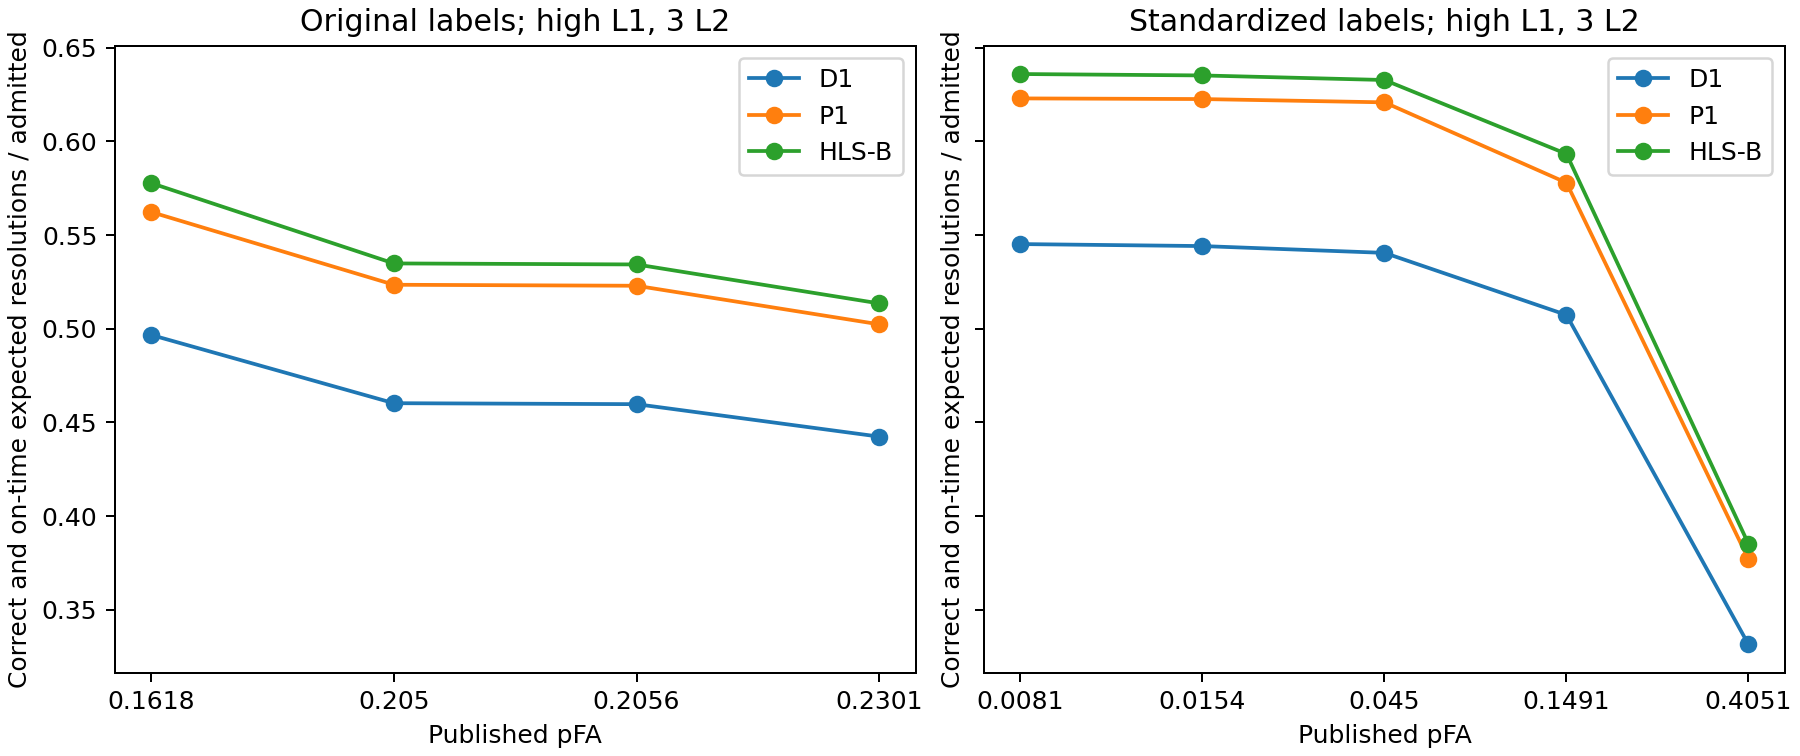 Original labels; high L1, 3 L2
Correct and on-time expected resolutions / admitted
0.65
0.60
0.55
0.50
0.45
0.40
0.35
D1
P1
HLS-B
0.1618 0.205 0.2056 0.2301
Published pFA
Standardized labels; high L1, 3 L2
Correct and on-time expected resolutions / admitted
D1
P1
HLS-B
0.0081 0.0154 0.045 0.1491 0.4051
Published pFA